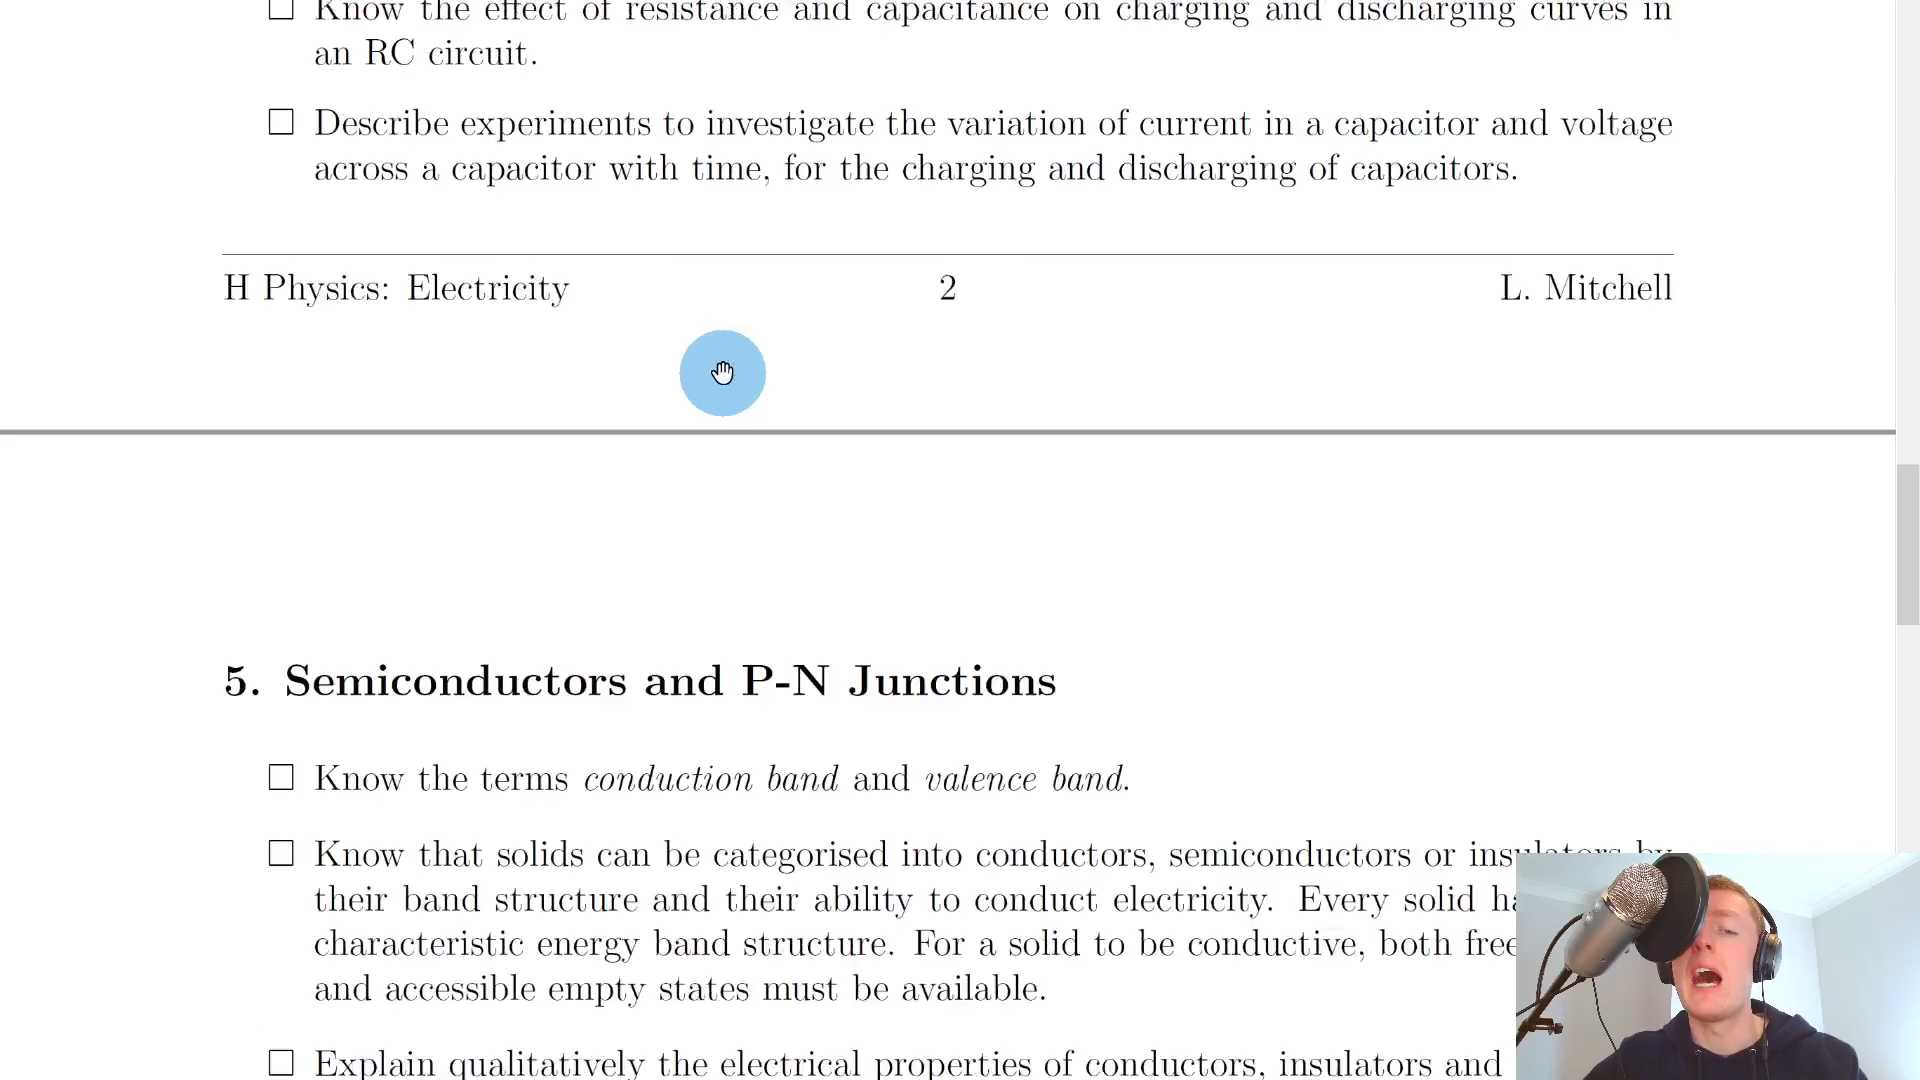 ☐ Know the effect of resistance and capacitance on charging and discharging curves in
an RC circuit.
☐ Describe experiments to investigate the variation of current in a capacitor and voltage
across a capacitor with time, for the charging and discharging of capacitors.
H Physics: Electricity 2 L. Mitchell
5. Semiconductors and P-N Junctions
☐ Know the terms conduction band and valence band.
☐ Know that solids can be categorised into conductors, semiconductors or insulators by
their band structure and their ability to conduct electricity. Every solid
characteristic energy band structure. For a solid to be conductive, both free
and accessible empty states must be available.
☐ Explain qualitatively the electrical properties of conductors, insulators and